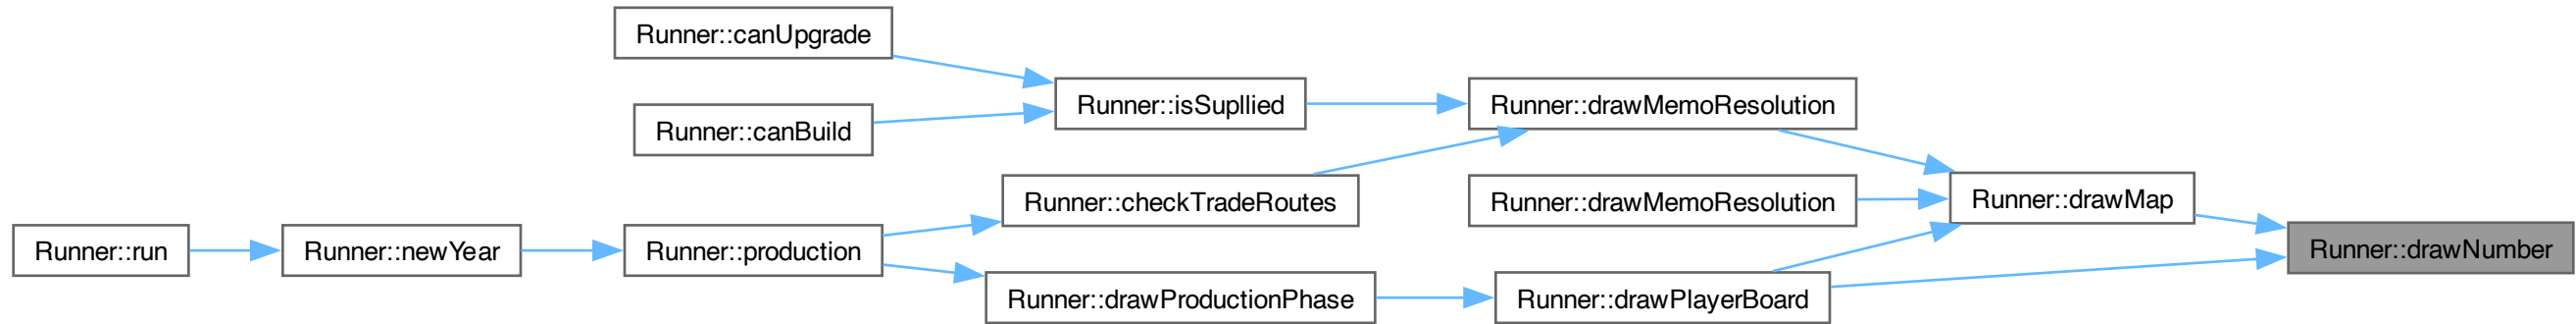 Runner::canUpgrade
Runner::isSupllied
Runner::drawMemoResolution
Runner::canBuild
Runner::checkTradeRoutes
Runner::drawMemoResolution
Runner::drawMap
Runner::run
Runner::newYear
Runner::production
Runner::drawNumber
Runner::drawProductionPhase
Runner::drawPlayerBoard